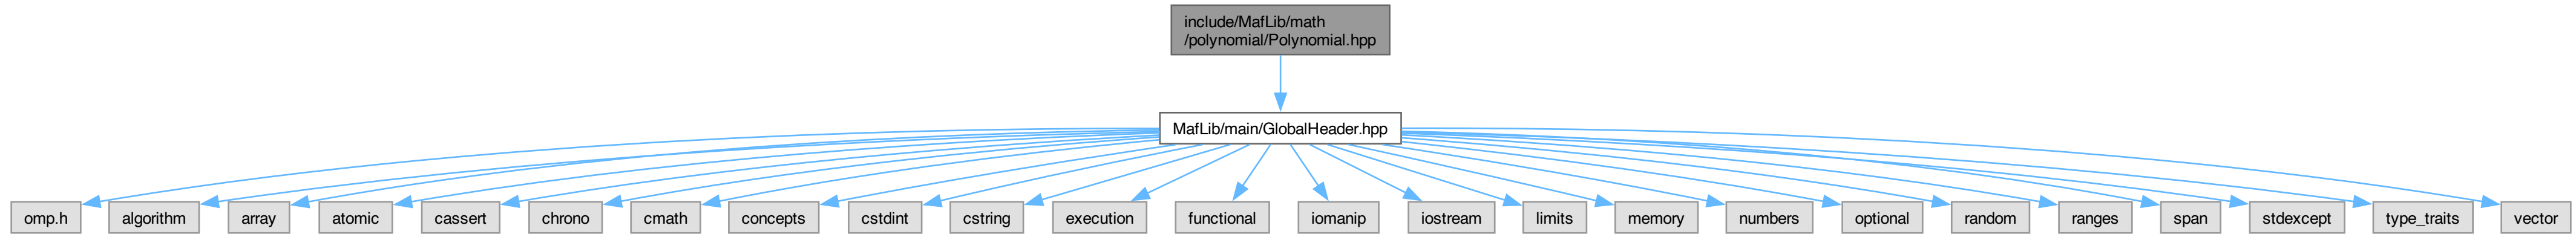 include/MafLib/math
/polynomial/Polynomial.hpp
MafLib/main/GlobalHeader.hpp
omp.h
algorithm
array
atomic
cassert
chrono
cmath
concepts
cstdint
cstring
execution
functional
iomanip
iostream
limits
memory
numbers
optional
random
ranges
span
stdexcept
type_traits
vector